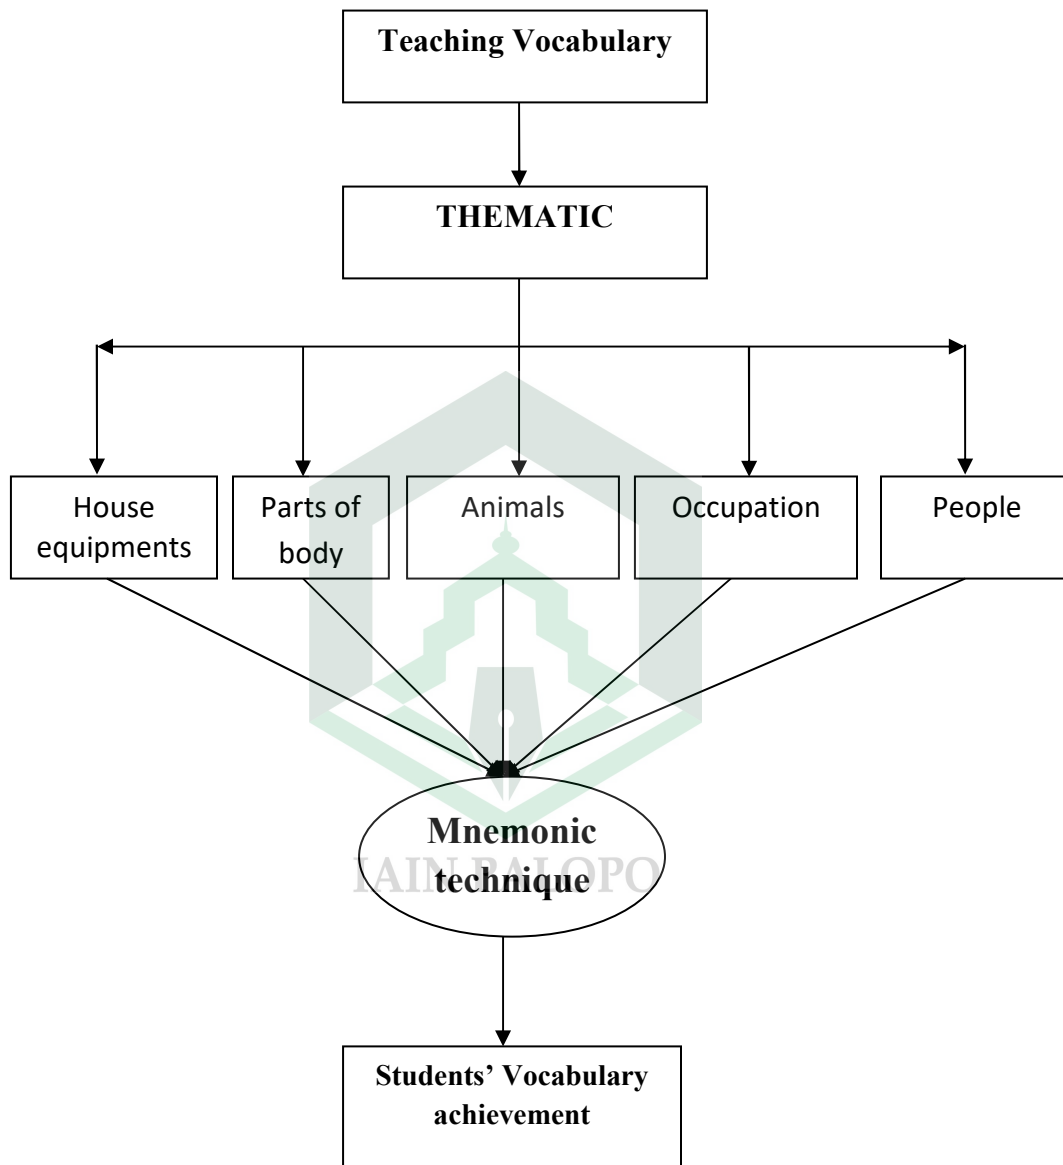 Teaching Vocabulary
THEMATIC
House
equipments
Parts of
body
Animals
Occupation
People
Mnemonic
technique
IAIN PALOPO
Students’ Vocabulary
achievement